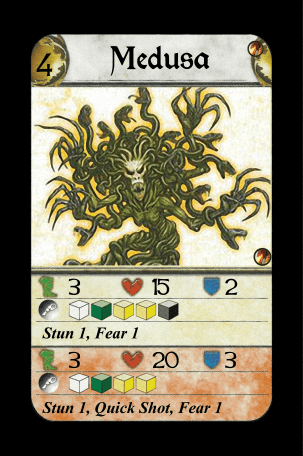 4 Medusa
3 15 2
Stun 1, Fear 1
3 20 3
Stun 1, Quick Shot, Fear 1